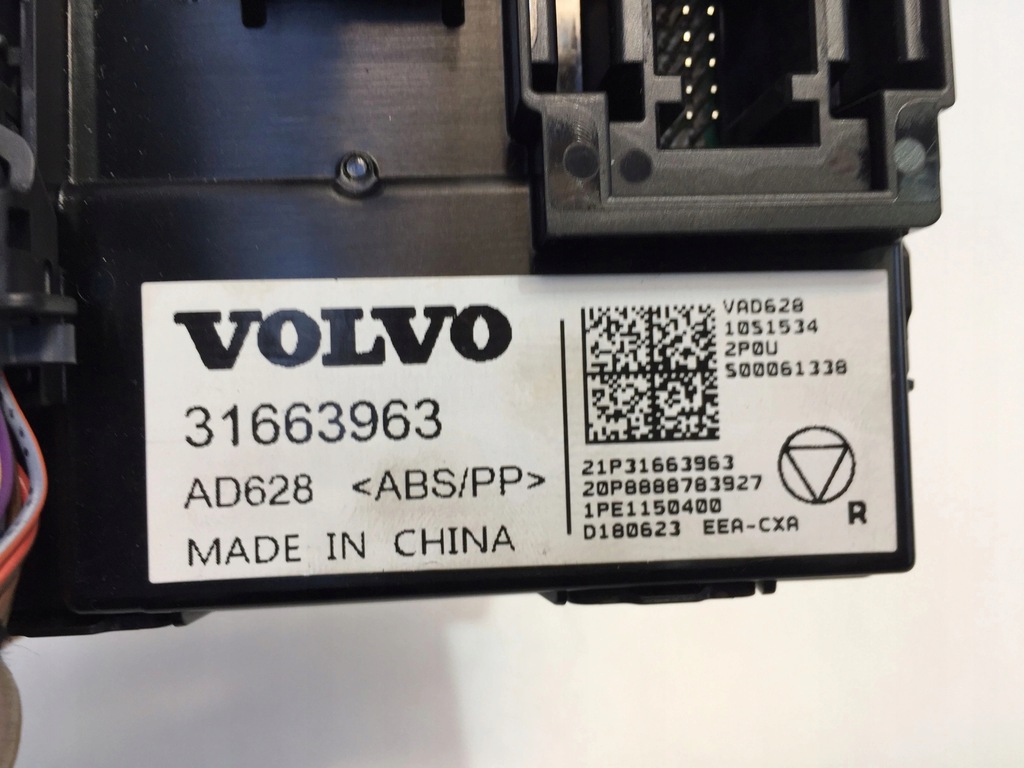 VOLVO
31663963
AD628 <ABS/PP>
MADE IN CHINA
VAD628
10S1534
2P0U
S00061338
21P31663963
20P8888783927
1PE1150400
D180623 EEA-CXA
R